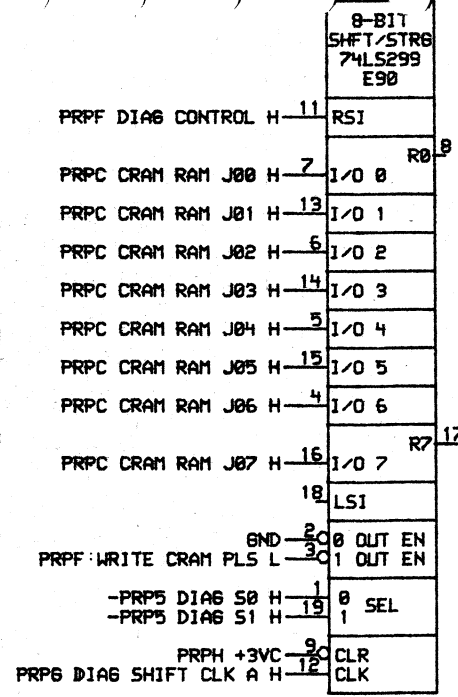 8-BIT
SHFT/STRG
74LS299
E90
PRPF DIAG CONTROL H 11 RSI
R0 8
PRPC CRAM RAM J00 H 7 I/O 0
PRPC CRAM RAM J01 H 13 I/O 1
PRPC CRAM RAM J02 H 6 I/O 2
PRPC CRAM RAM J03 H 14 I/O 3
PRPC CRAM RAM J04 H 5 I/O 4
PRPC CRAM RAM J05 H 15 I/O 5
PRPC CRAM RAM J06 H 4 I/O 6
R7 17
PRPC CRAM RAM J07 H 16 I/O 7
18 LSI
GND 2 0 OUT EN
PRPF WRITE CRAM PLS L 3 1 OUT EN
-PRP5 DIAG S0 H 1 0 SEL
-PRP5 DIAG S1 H 19 1
PRPH +3VC 9 CLR
PRPG DIAG SHIFT CLK A H 12 CLK